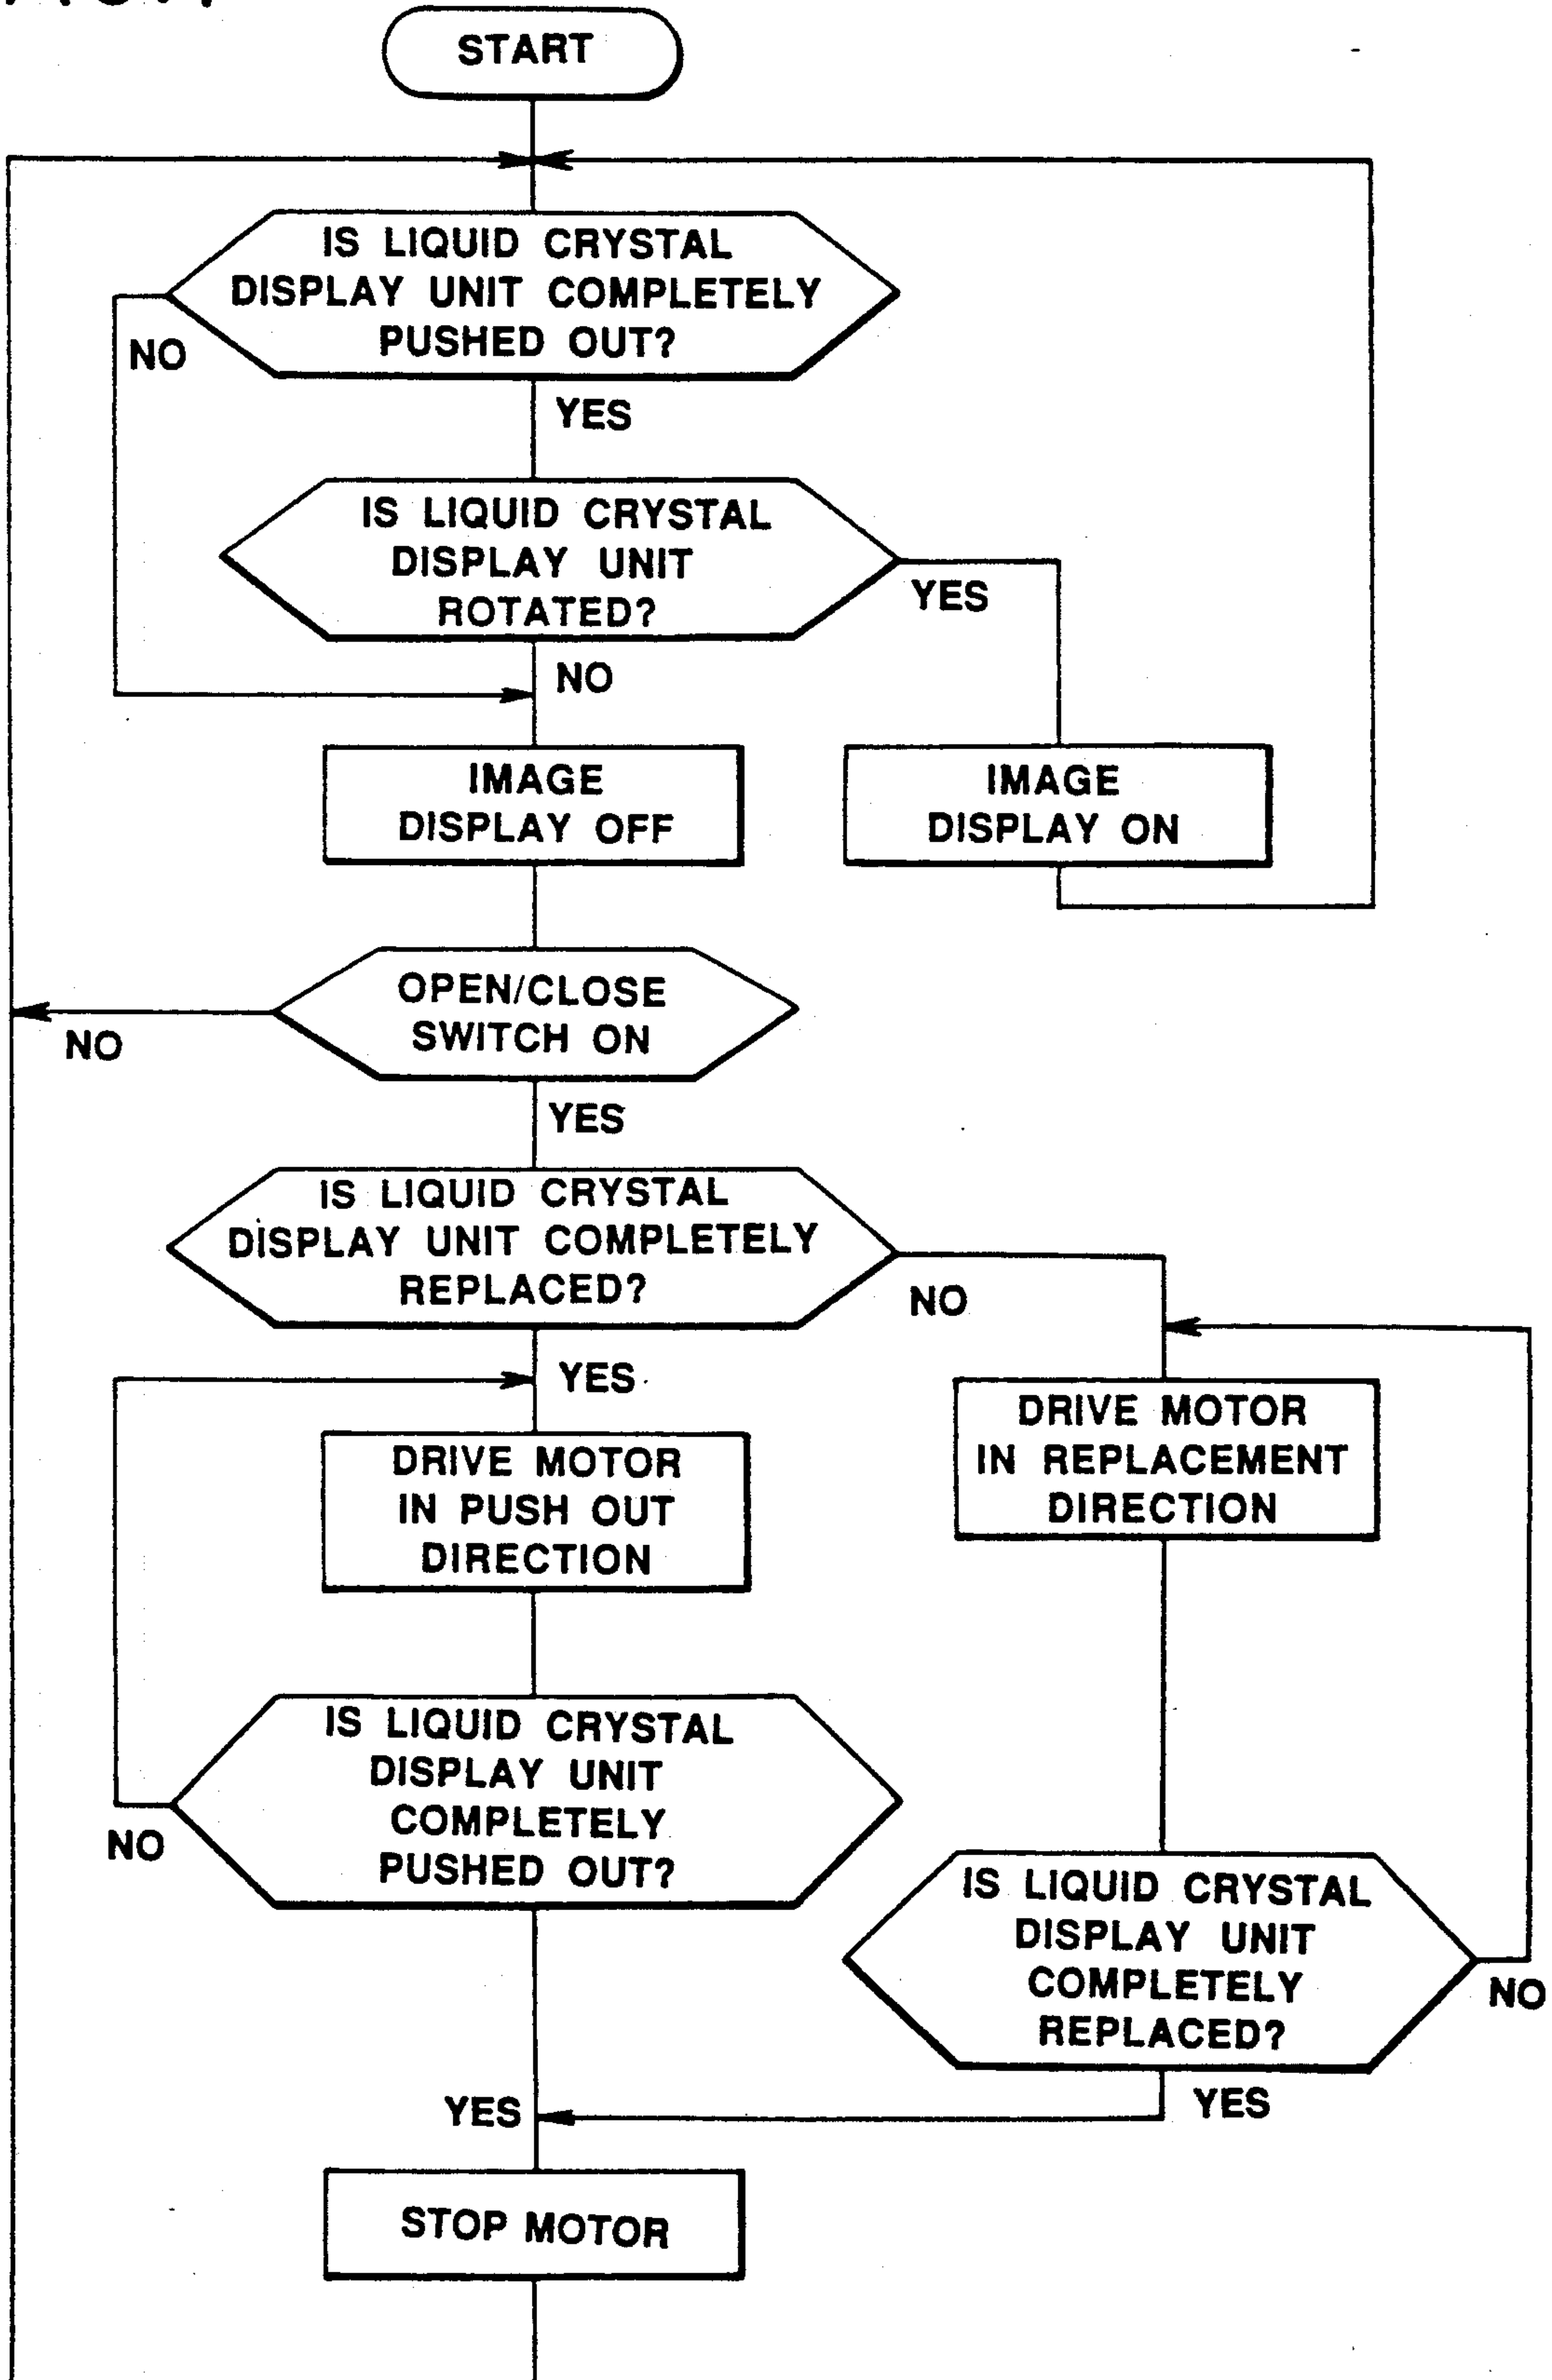 START
IS LIQUID CRYSTAL
DISPLAY UNIT COMPLETELY
PUSHED OUT?
NO
YES
IS LIQUID CRYSTAL
DISPLAY UNIT
ROTATED?
YES
NO
IMAGE
DISPLAY OFF
IMAGE
DISPLAY ON
OPEN/CLOSE
SWITCH ON
NO
YES
IS LIQUID CRYSTAL
DISPLAY UNIT COMPLETELY
REPLACED?
NO
YES
DRIVE MOTOR
IN PUSH OUT
DIRECTION
DRIVE MOTOR
IN REPLACEMENT
DIRECTION
IS LIQUID CRYSTAL
DISPLAY UNIT
COMPLETELY
PUSHED OUT?
NO
IS LIQUID CRYSTAL
DISPLAY UNIT
COMPLETELY
REPLACED?
NO
YES
YES
STOP MOTOR